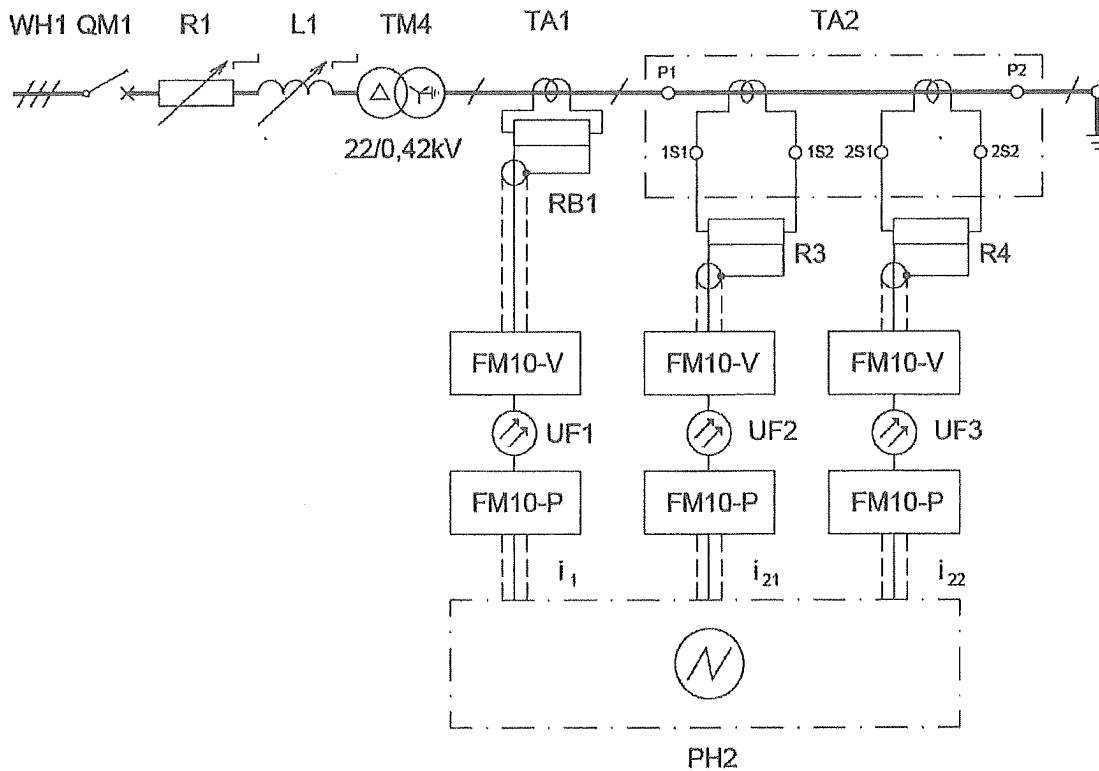 WH1 QM1 R1 L1 TM4 TA1 TA2
P1 P2
22/0,42kV
1S1 1S2 2S1 2S2
RB1
R3 R4
FM10-V FM10-V FM10-V
UF1 UF2 UF3
FM10-P FM10-P FM10-P
i₁ i₂₁ i₂₂
PH2